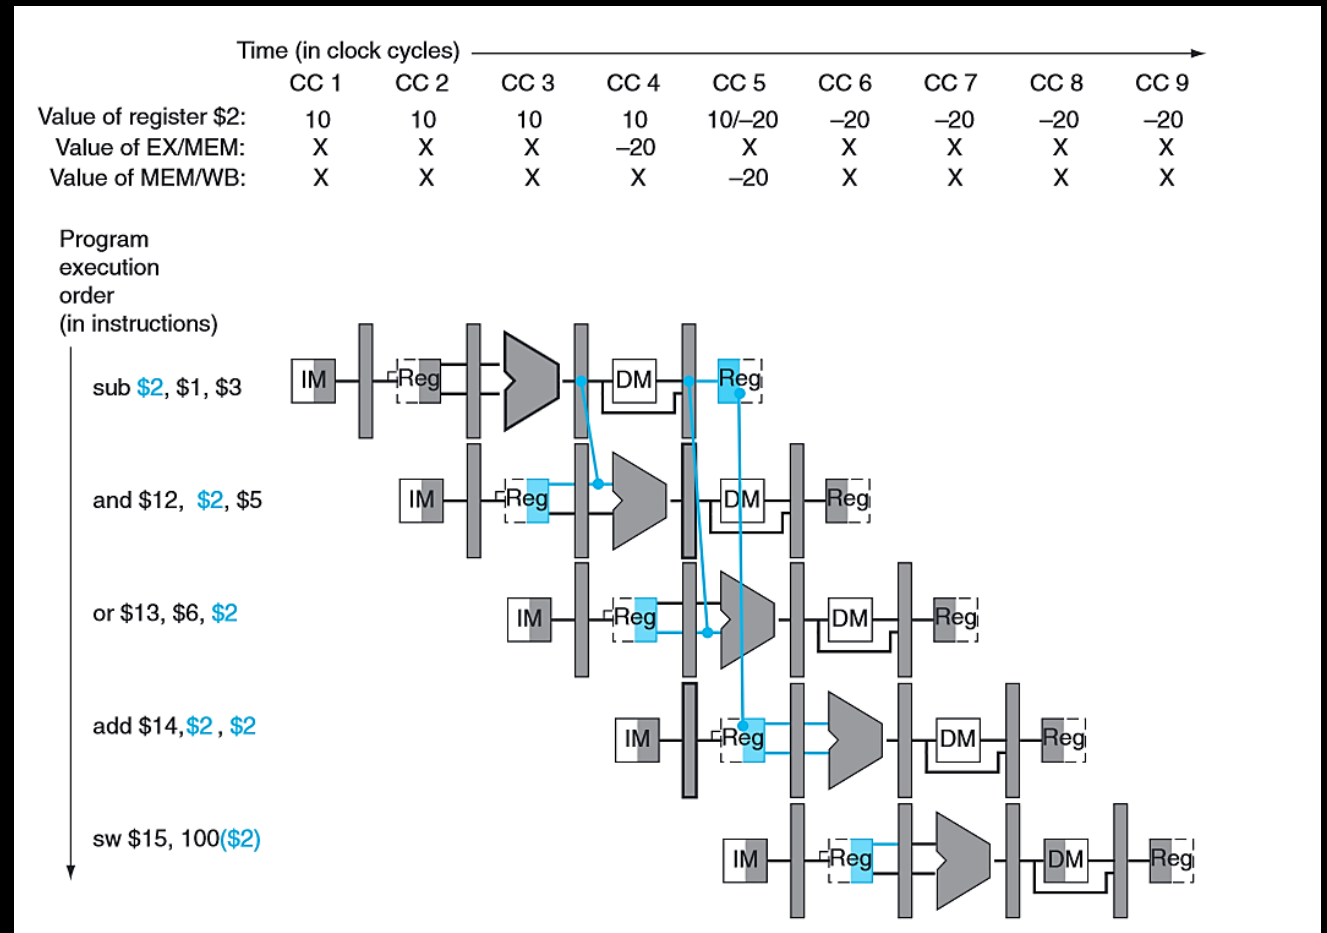 Time (in clock cycles)
CC 1 CC 2 CC 3 CC 4 CC 5 CC 6 CC 7 CC 8 CC 9
Value of register $2: 10 10 10 10 10/–20 –20 –20 –20 –20
Value of EX/MEM: X X X –20 X X X X X
Value of MEM/WB: X X X X –20 X X X X
Program
execution
order
(in instructions)
sub $2, $1, $3 IM Reg DM Reg
and $12, $2, $5 IM Reg DM Reg
or $13, $6, $2 IM Reg DM Reg
add $14,$2 , $2 IM Reg DM Reg
sw $15, 100($2) IM Reg DM Reg